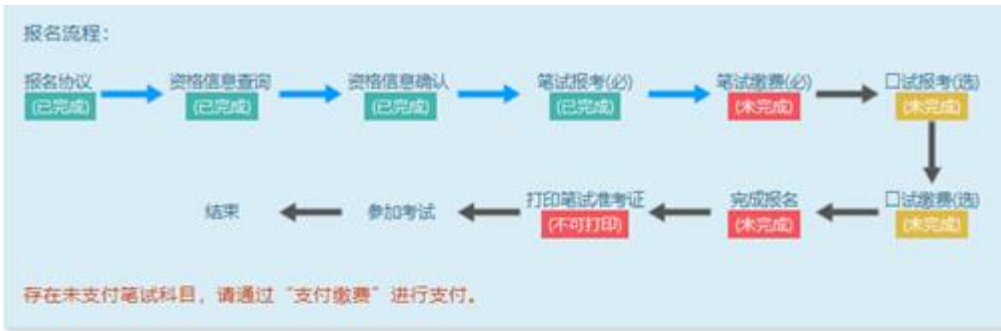 报名流程：
报名协议 资格信息查询 资格信息确认 笔试报考(必) 笔试缴费(必) 口试报考(选)
(已完成) (已完成) (已完成) (已完成) (未完成) (未完成)
结束 参加考试 打印笔试准考证 完成报名 口试缴费(选)
(不可打印) (未完成) (未完成)
存在未支付笔试科目，请通过“支付缴费”进行支付。